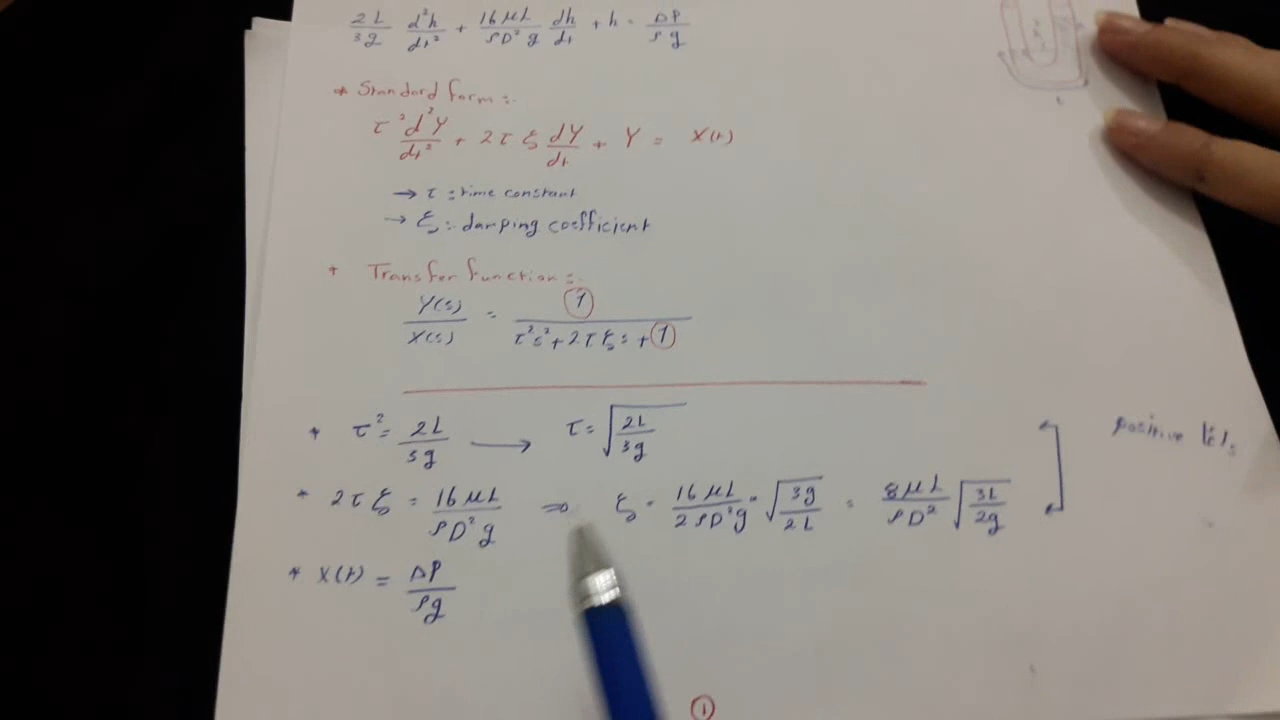 2L/3g d²h/dt² + 16μL/ρD²g dh/dt + h = ΔP/ρg
* Standard form :-
τ² d²Y/dt² + 2τ ξ dY/dt + Y = X(t)
→ τ := time constant
→ ξ := damping coefficient
* Transfer function :-
Y(s)/X(s) = 1/(τ²s² + 2τξs + 1)
* τ² = 2L/3g → τ = √(2L/3g)
* 2τξ = 16μL/ρD²g ⇒ ξ = 16μL/2ρD²g * √(3g/2L) = 8μL/ρD² √(3L/2g)
positive
* X(t) = ΔP/ρg
1